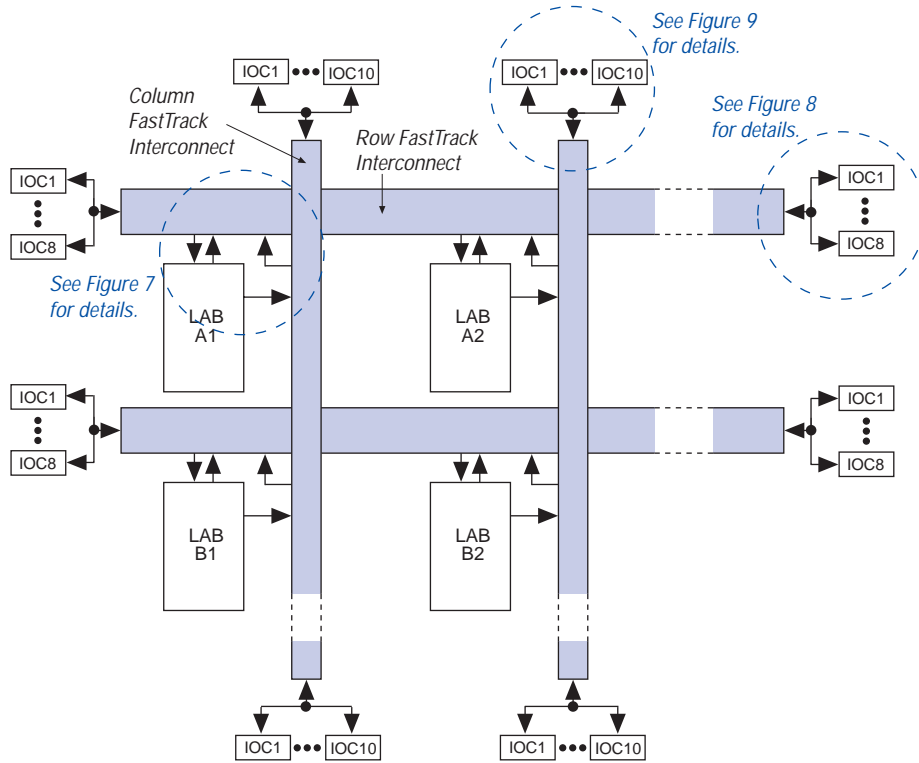 See Figure 9
for details.
IOC1
IOC10
IOC1
IOC10
Column
FastTrack
Interconnect
Row FastTrack
Interconnect
See Figure 8
for details.
IOC1
IOC8
IOC1
IOC8
See Figure 7
for details.
LAB
A1
LAB
A2
IOC1
IOC8
IOC1
IOC8
LAB
B1
LAB
B2
IOC1
IOC10
IOC1
IOC10